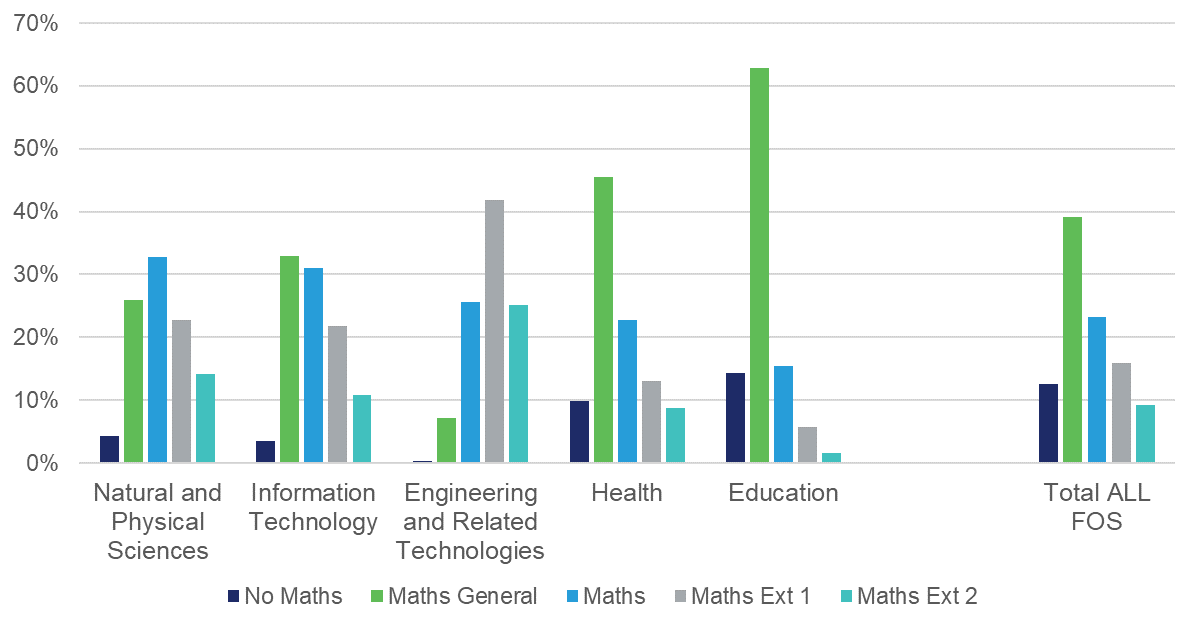 70%
60%
50%
40%
30%
20%
10%
0%
Natural and
Physical
Sciences
Information
Technology
Engineering
and Related
Technologies
Health
Education
Total ALL
FOS
No Maths
Maths General
Maths
Maths Ext 1
Maths Ext 2